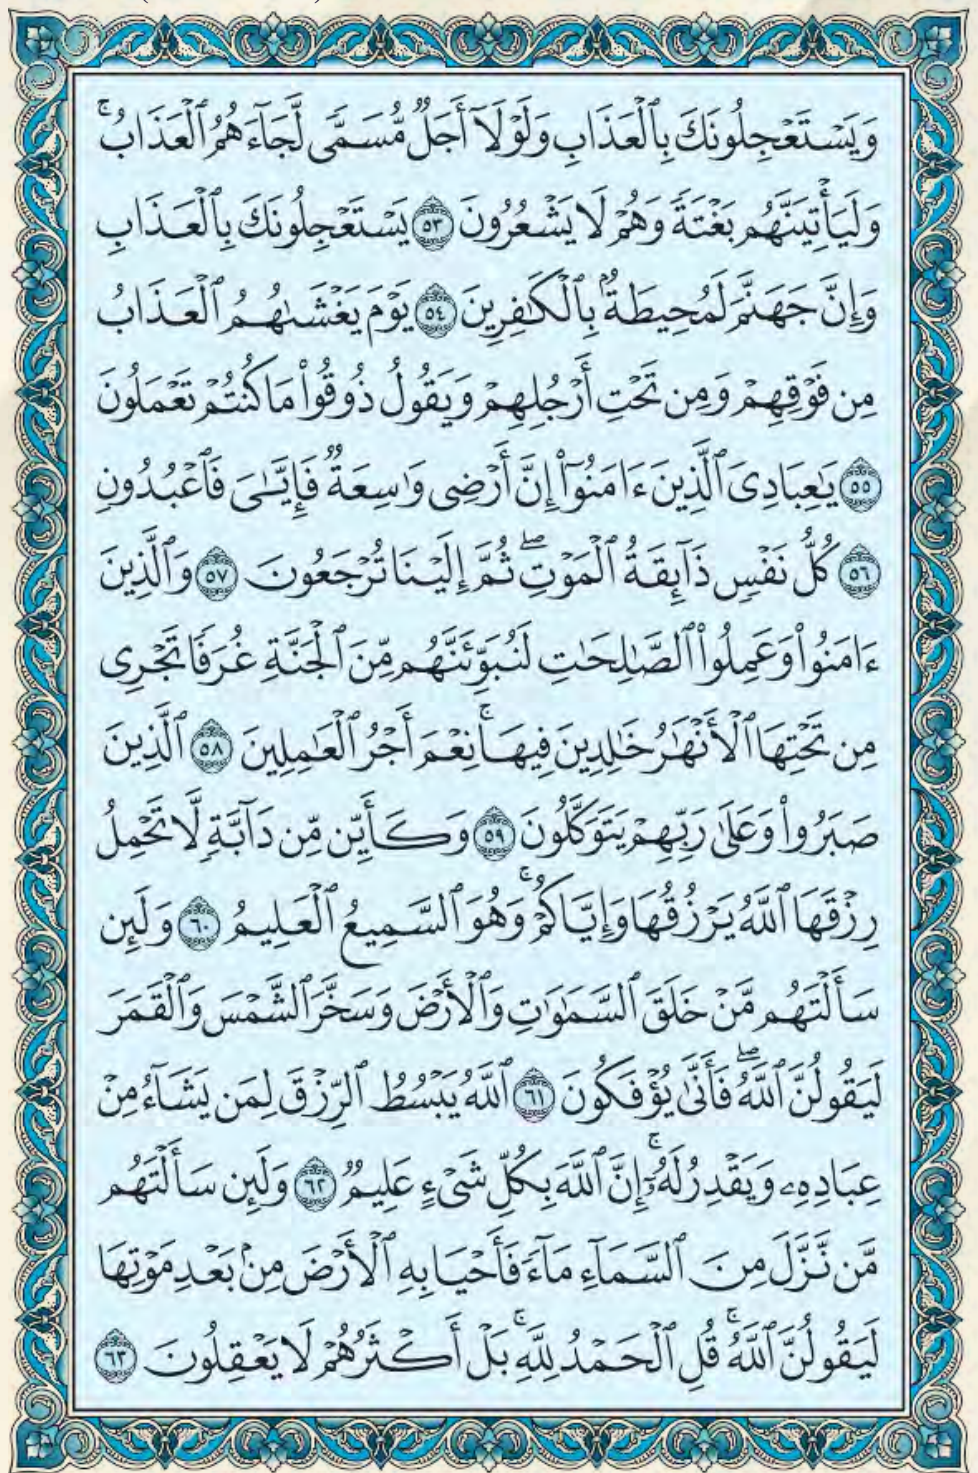 وَيَسۡتَعۡجِلُونَكَ بِٱلۡعَذَابِ وَلَوۡلَآ أَجَلٞ مُّسَمّٗى لَّجَآءَهُمُ ٱلۡعَذَابُۚ
وَلَيَأۡتِيَنَّهُم بَغۡتَةٗ وَهُمۡ لَا يَشۡعُرُونَ ٥٣ يَسۡتَعۡجِلُونَكَ بِٱلۡعَذَابِ
وَإِنَّ جَهَنَّمَ لَمُحِيطَةُۢ بِٱلۡكَٰفِرِينَ ٥٤ يَوۡمَ يَغۡشَىٰهُمُ ٱلۡعَذَابُ
مِن فَوۡقِهِمۡ وَمِن تَحۡتِ أَرۡجُلِهِمۡ وَيَقُولُ ذُوقُواْ مَا كُنتُمۡ تَعۡمَلُونَ
٥٥ يَٰعِبَادِيَ ٱلَّذِينَ ءَامَنُوٓاْ إِنَّ أَرۡضِي وَٰسِعَةٞ فَإِيَّٰيَ فَٱعۡبُدُونِ
٥٦ كُلُّ نَفۡسٖ ذَآئِقَةُ ٱلۡمَوۡتِۖ ثُمَّ إِلَيۡنَا تُرۡجَعُونَ ٥٧ وَٱلَّذِينَ
ءَامَنُواْ وَعَمِلُواْ ٱلصَّٰلِحَٰتِ لَنُبَوِّئَنَّهُم مِّنَ ٱلۡجَنَّةِ غُرَفٗا تَجۡرِي
مِن تَحۡتِهَا ٱلۡأَنۡهَٰرُ خَٰلِدِينَ فِيهَاۚ نِعۡمَ أَجۡرُ ٱلۡعَٰمِلِينَ ٥٨ ٱلَّذِينَ
صَبَرُواْ وَعَلَىٰ رَبِّهِمۡ يَتَوَكَّلُونَ ٥٩ وَكَأَيِّن مِّن دَآبَّةٖ لَّا تَحۡمِلُ
رِزۡقَهَا ٱللَّهُ يَرۡزُقُهَا وَإِيَّاكُمۡۚ وَهُوَ ٱلسَّمِيعُ ٱلۡعَلِيمُ ٦٠ وَلَئِن
سَأَلۡتَهُم مَّنۡ خَلَقَ ٱلسَّمَٰوَٰتِ وَٱلۡأَرۡضَ وَسَخَّرَ ٱلشَّمۡسَ وَٱلۡقَمَرَ
لَيَقُولُنَّ ٱللَّهُۖ فَأَنَّىٰ يُؤۡفَكُونَ ٦١ ٱللَّهُ يَبۡسُطُ ٱلرِّزۡقَ لِمَن يَشَآءُ مِنۡ
عِبَادِهِۦ وَيَقۡدِرُ لَهُۥٓۚ إِنَّ ٱللَّهَ بِكُلِّ شَيۡءٍ عَلِيمٞ ٦٢ وَلَئِن سَأَلۡتَهُم
مَّن نَّزَّلَ مِنَ ٱلسَّمَآءِ مَآءٗ فَأَحۡيَا بِهِ ٱلۡأَرۡضَ مِنۢ بَعۡدِ مَوۡتِهَا
لَيَقُولُنَّ ٱللَّهُۚ قُلِ ٱلۡحَمۡدُ لِلَّهِۚ بَلۡ أَكۡثَرُهُمۡ لَا يَعۡقِلُونَ ٦٣